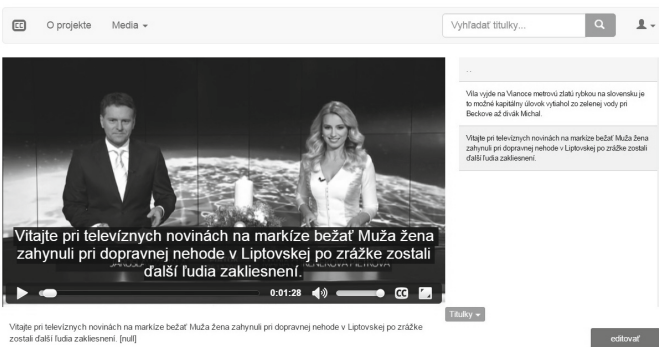 CC
O projekte
Media
Vyhľadať titulky...
. .
Víla vyjde na Vianoce metrovú zlatú rybkou na slovensku je
to možné kapitálny úlovok vytiahol zo zelenej vody pri
Beckove až divák Michal.
Vitajte pri televíznych novinách na markíze bežať Muža žena
zahynuli pri dopravnej nehode v Liptovskej po zrážke zostali
ďalší ľudia zakliesnení.
Vitajte pri televíznych novinách na markíze bežať Muža žena
zahynuli pri dopravnej nehode v Liptovskej po zrážke zostali
ďalší ľudia zakliesnení.
0:01:28
CC
Titulky
Vitajte pri televíznych novinách na markíze bežať Muža žena zahynuli pri dopravnej nehode v Liptovskej po zrážke
zostali ďalší ľudia zakliesnení. [null]
editovať